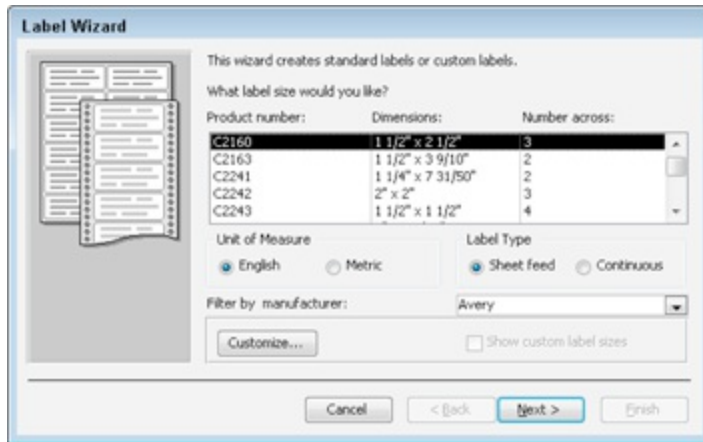 Label Wizard
This wizard creates standard labels or custom labels.
What label size would you like?
Product number: Dimensions: Number across:
C2160 1 1/2" x 2 1/2" 3
C2163 1 1/2" x 3 9/10" 2
C2241 1 1/4" x 7 31/50" 2
C2242 2" x 2" 3
C2243 1 1/2" x 1 1/2" 4
Unit of Measure Label Type
English Metric Sheet feed Continuous
Filter by manufacturer: Avery
Customize... Show custom label sizes
Cancel < Back Next > Finish